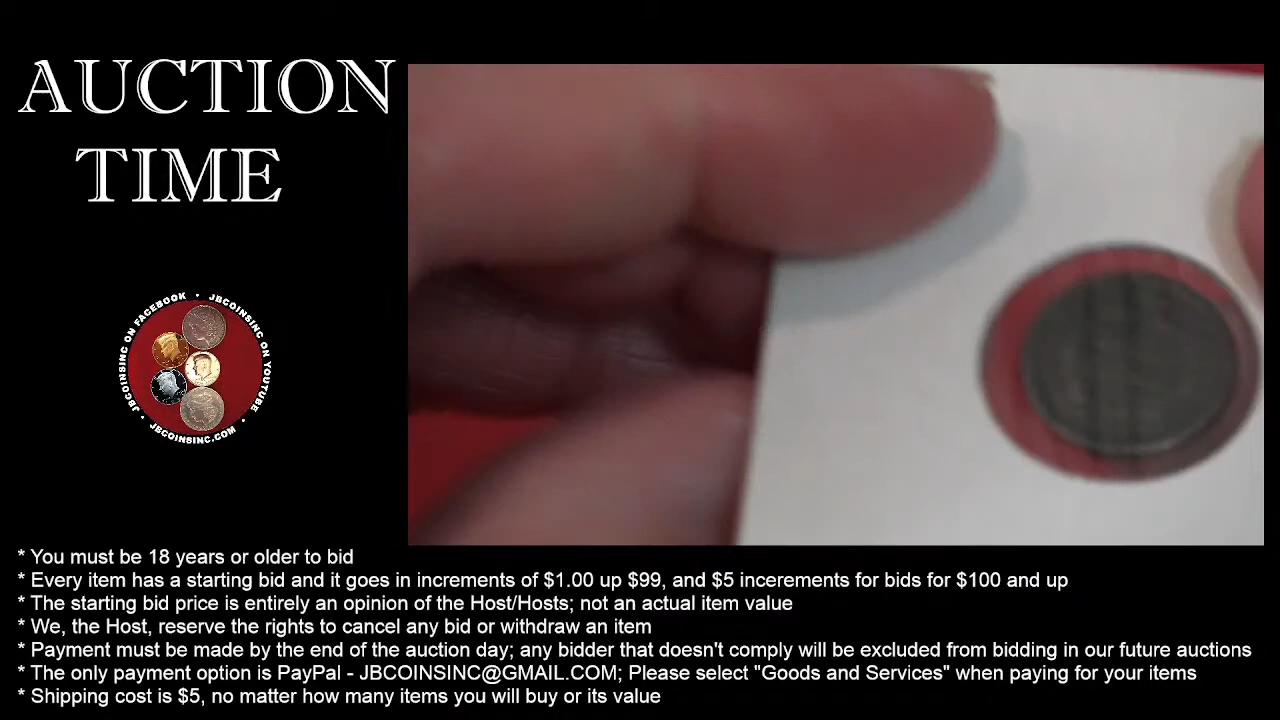 AUCTION
TIME
JBCOINSINC ON FACEBOOK • JBCOINSINC ON YOUTUBE • JBCOINSINC.COM •
* You must be 18 years or older to bid
* Every item has a starting bid and it goes in increments of $1.00 up $99, and $5 incerements for bids for $100 and up
* The starting bid price is entirely an opinion of the Host/Hosts; not an actual item value
* We, the Host, reserve the rights to cancel any bid or withdraw an item
* Payment must be made by the end of the auction day; any bidder that doesn't comply will be excluded from bidding in our future auctions
* The only payment option is PayPal - JBCOINSINC@GMAIL.COM; Please select "Goods and Services" when paying for your items
* Shipping cost is $5, no matter how many items you will buy or its value